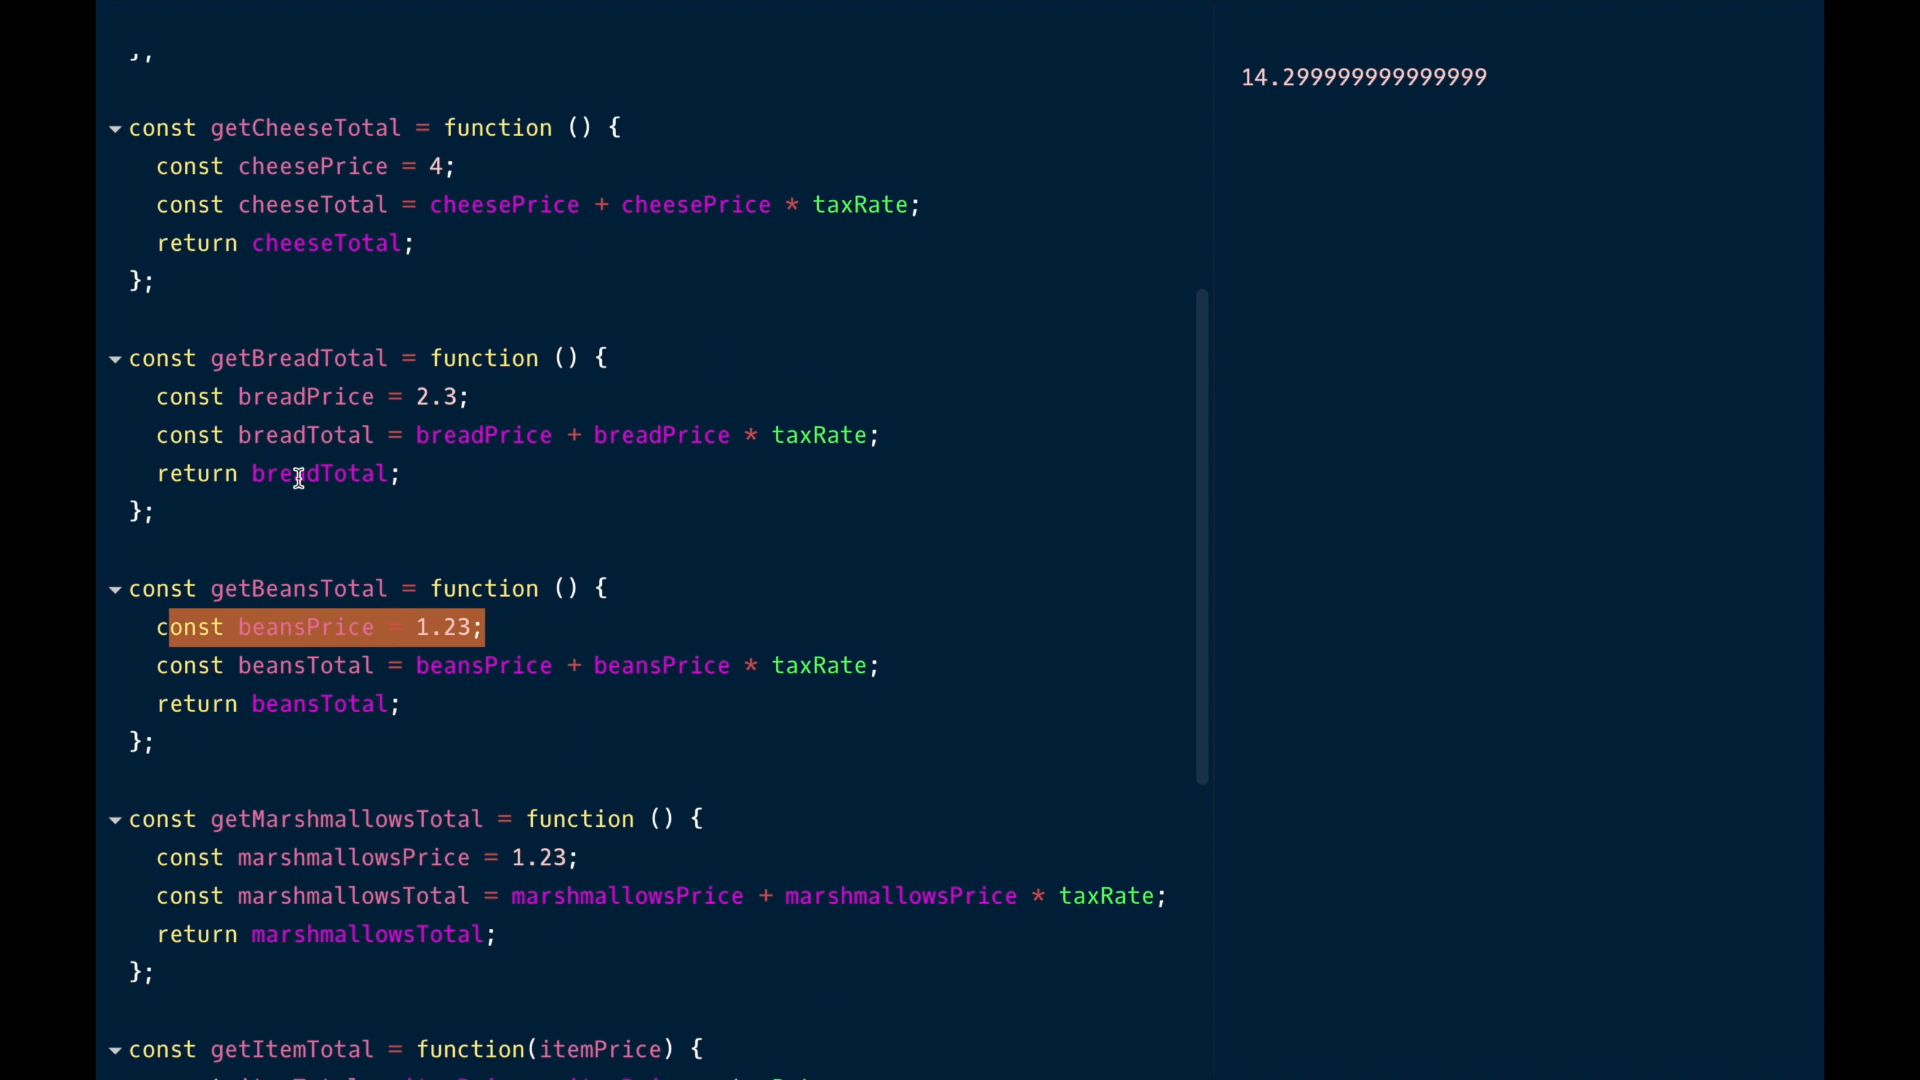 };
14.299999999999999
const getCheeseTotal = function () {
const cheesePrice = 4;
const cheeseTotal = cheesePrice + cheesePrice * taxRate;
return cheeseTotal;
};
const getBreadTotal = function () {
const breadPrice = 2.3;
const breadTotal = breadPrice + breadPrice * taxRate;
return breadTotal;
};
const getBeansTotal = function () {
const beansPrice = 1.23;
const beansTotal = beansPrice + beansPrice * taxRate;
return beansTotal;
};
const getMarshmallowsTotal = function () {
const marshmallowsPrice = 1.23;
const marshmallowsTotal = marshmallowsPrice + marshmallowsPrice * taxRate;
return marshmallowsTotal;
};
const getItemTotal = function(itemPrice) {